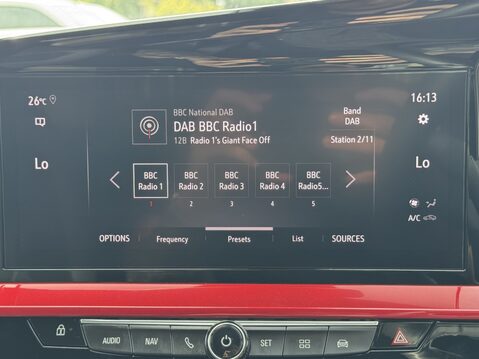 26°C
16:13
BBC National DAB
Band
DAB BBC Radio1
DAB
12B Radio 1's Giant Face Off
Station 2/11
Lo
Lo
BBC Radio 1
BBC Radio 2
BBC Radio 3
BBC Radio 4
BBC Radio5...
1 2 3 4 5
A/C
OPTIONS Frequency Presets List SOURCES
AUDIO NAV SET